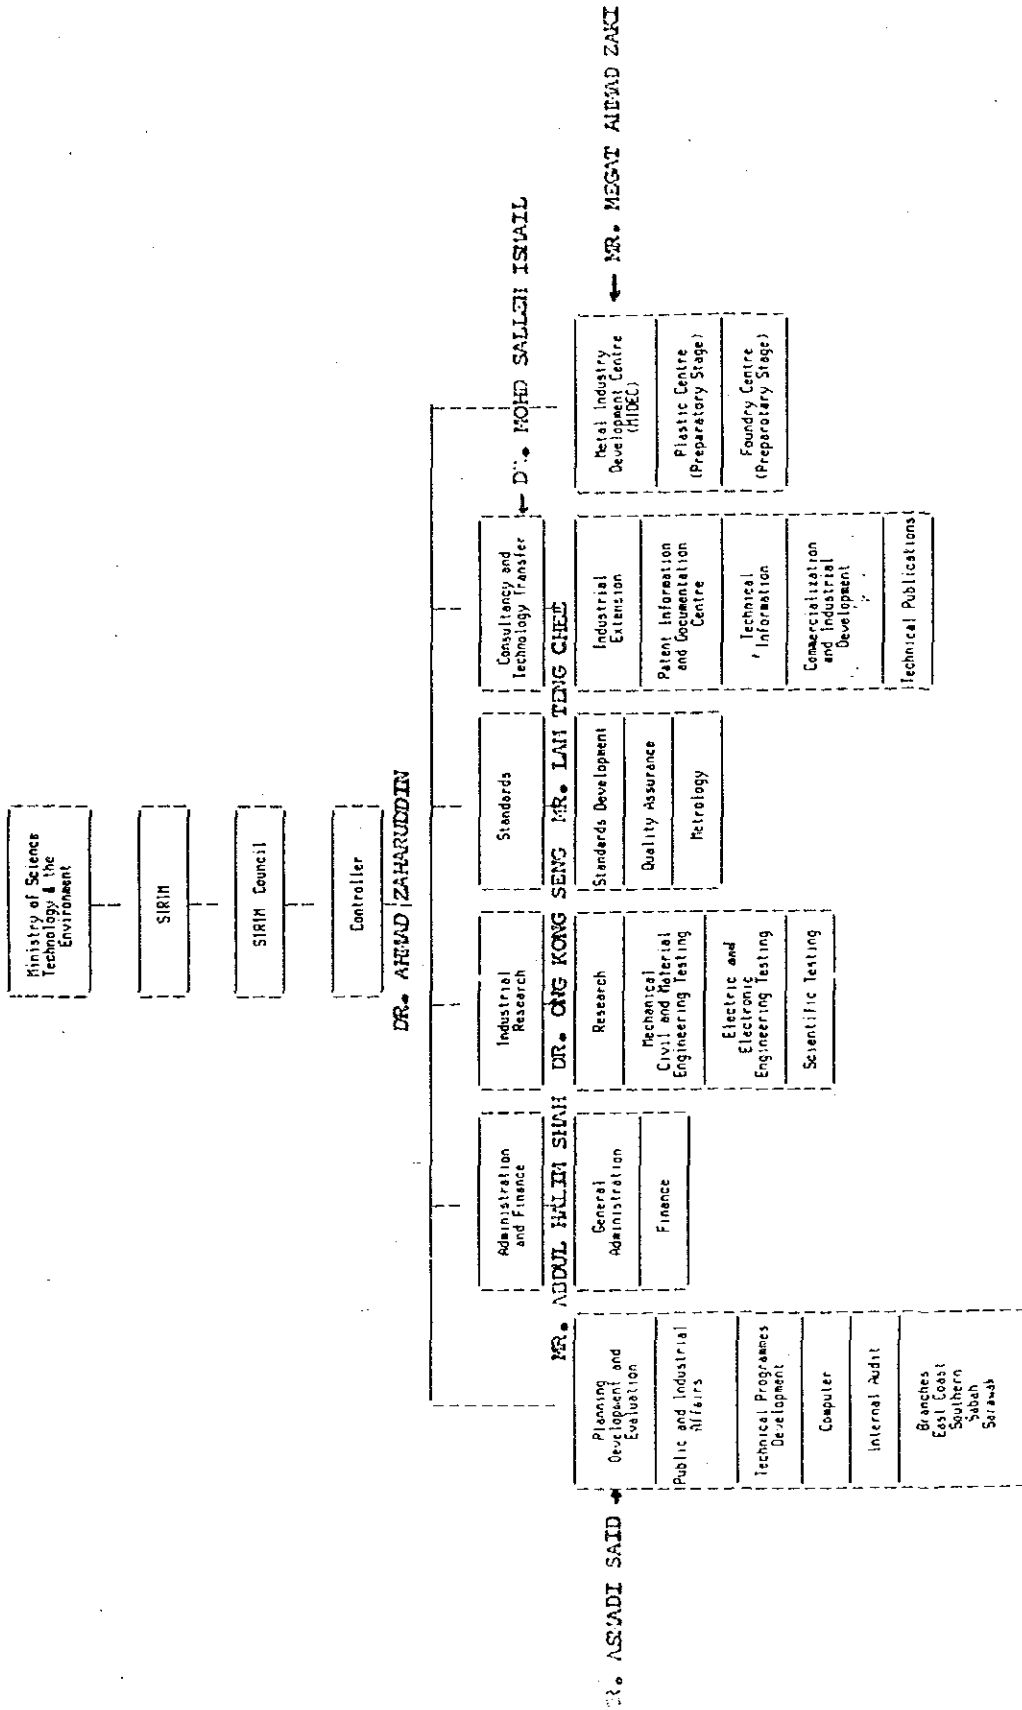 Ministry of Science
Technology & the
Environment
SIRIM
SIRIM Council
Controller
DR. AHMAD ZAHARUDDIN
Administration
and Finance
Industrial
Research
Standards
Consultancy and
Technology Transfer
← DR. MOHD SALLEH ISMAIL
MR. ABDUL HALIM SHAH
DR. ONG KONG SENG
MR. LAM TENG CHEE
ASMADI SAID →
Planning
Development and
Evaluation
Public and Industrial
Affairs
Technical Programmes
Development
Computer
Internal Audit
Branches
East Coast
Southern
Sabah
Sarawak
General
Administration
Finance
Research
Mechanical
Civil and Material
Engineering Testing
Electric and
Electronic
Engineering Testing
Scientific Testing
Standards Development
Quality Assurance
Metrology
Industrial
Extension
Patent Information
and Documentation
Centre
Technical
Information
Commercialization
and Industrial
Development
Technical Publications
Metal Industry
Development Centre
(MIDEC)
Plastic Centre
(Preparatory Stage)
Foundry Centre
(Preparatory Stage)
← MR. MEGAT AHMAD ZAKI